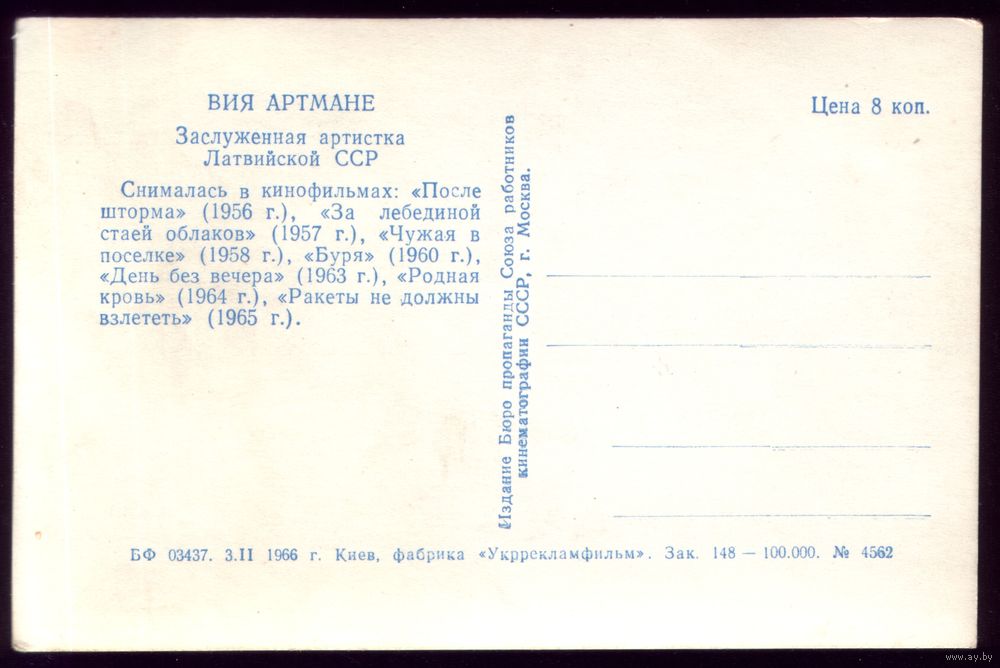 ВИЯ АРТМАНЕ
Заслуженная артистка
Латвийской ССР
Снималась в кинофильмах: «После
шторма» (1956 г.), «За лебединой
стаей облаков» (1957 г.), «Чужая в
поселке» (1958 г.), «Буря» (1960 г.),
«День без вечера» (1963 г.), «Родная
кровь» (1964 г.), «Ракеты не должны
взлететь» (1965 г.).
Издание Бюро пропаганды Союза работников
кинематографии СССР, г. Москва.
Цена 8 коп.
БФ 03437. 3.II 1966 г. Киев, фабрика «Укррекламфильм». Зак. 148 — 100.000. № 4562
www.ay.by